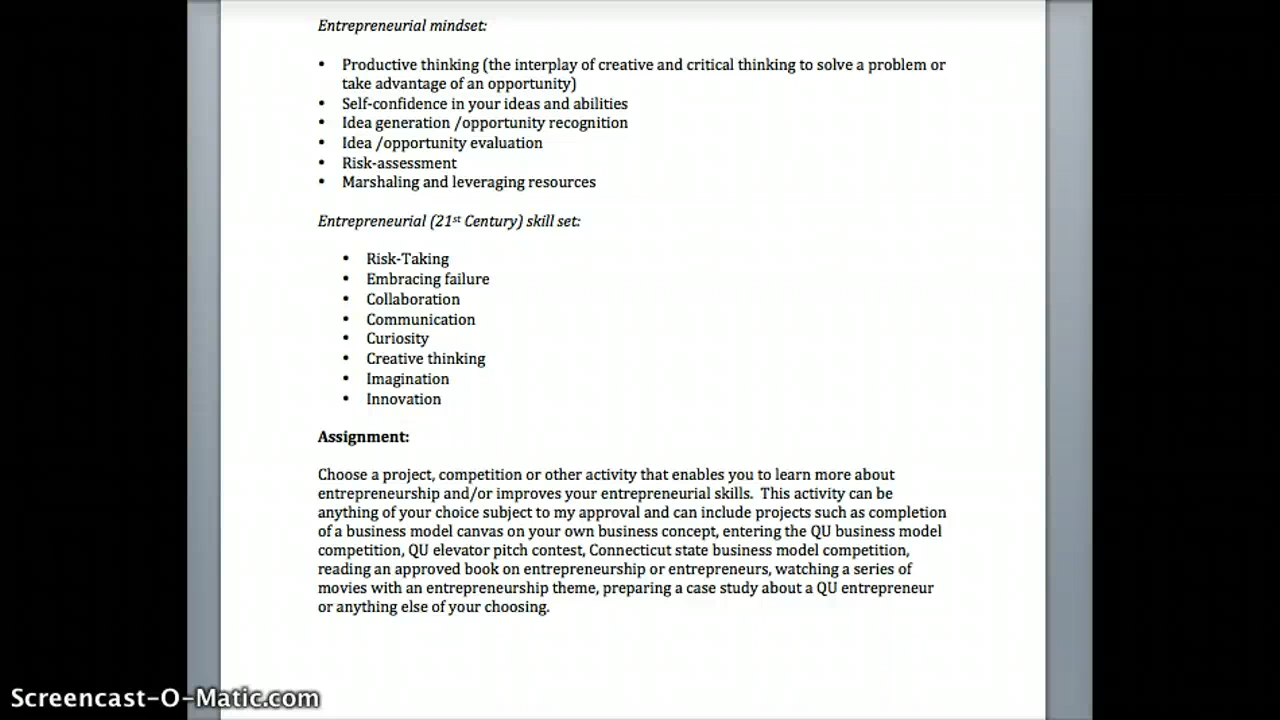 Entrepreneurial mindset:
• Productive thinking (the interplay of creative and critical thinking to solve a problem or
take advantage of an opportunity)
• Self-confidence in your ideas and abilities
• Idea generation /opportunity recognition
• Idea /opportunity evaluation
• Risk-assessment
• Marshaling and leveraging resources
Entrepreneurial (21st Century) skill set:
• Risk-Taking
• Embracing failure
• Collaboration
• Communication
• Curiosity
• Creative thinking
• Imagination
• Innovation
Assignment:
Choose a project, competition or other activity that enables you to learn more about
entrepreneurship and/or improves your entrepreneurial skills.  This activity can be
anything of your choice subject to my approval and can include projects such as completion
of a business model canvas on your own business concept, entering the QU business model
competition, QU elevator pitch contest, Connecticut state business model competition,
reading an approved book on entrepreneurship or entrepreneurs, watching a series of
movies with an entrepreneurship theme, preparing a case study about a QU entrepreneur
or anything else of your choosing.
Screencast-O-Matic.com